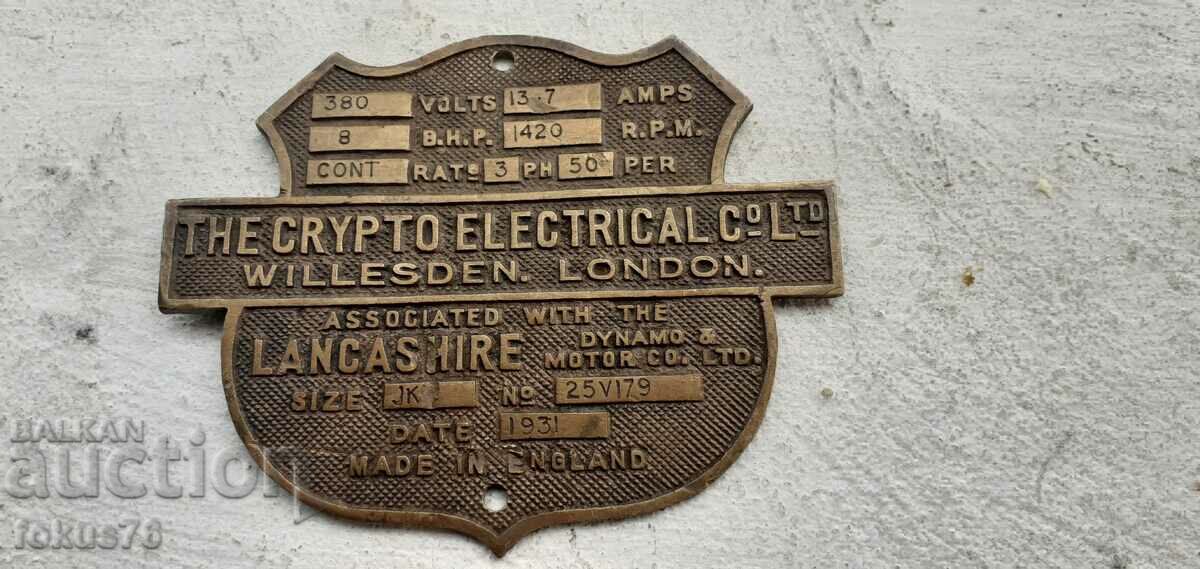 380 VOLTS 13.7 AMPS
8 B.H.P. 1420 R.P.M.
CONT RATG 3 PH 50 PER
THE CRYPTO ELECTRICAL CO LTD
WILLESDEN. LONDON.
ASSOCIATED WITH THE
LANCASHIRE DYNAMO & MOTOR CO. LTD.
SIZE JK NO 25V179
DATE 1931
MADE IN ENGLAND
BALKAN
auction
fokus76